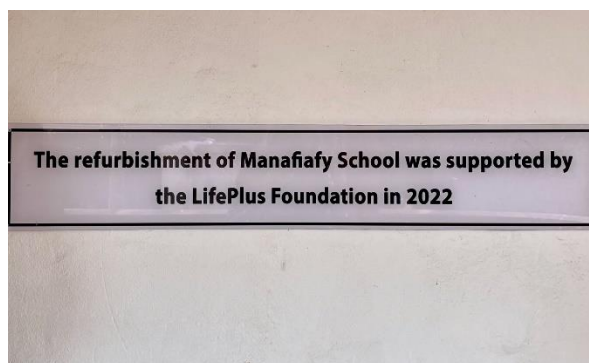 The refurbishment of Manafiafy School was supported by
the LifePlus Foundation in 2022